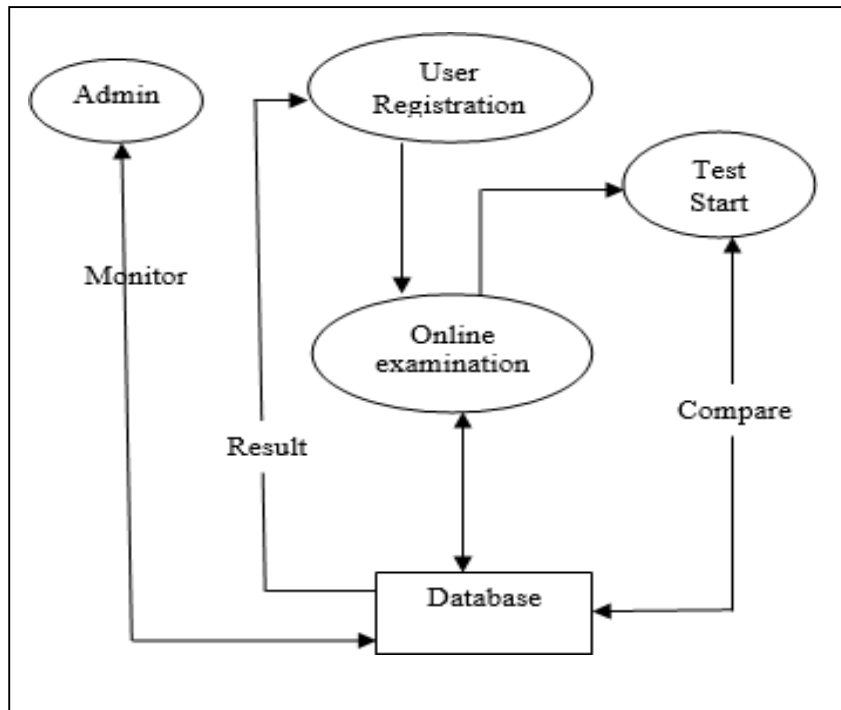 Admin
User
Registration
Test
Start
Monitor
Online
examination
Compare
Result
Database